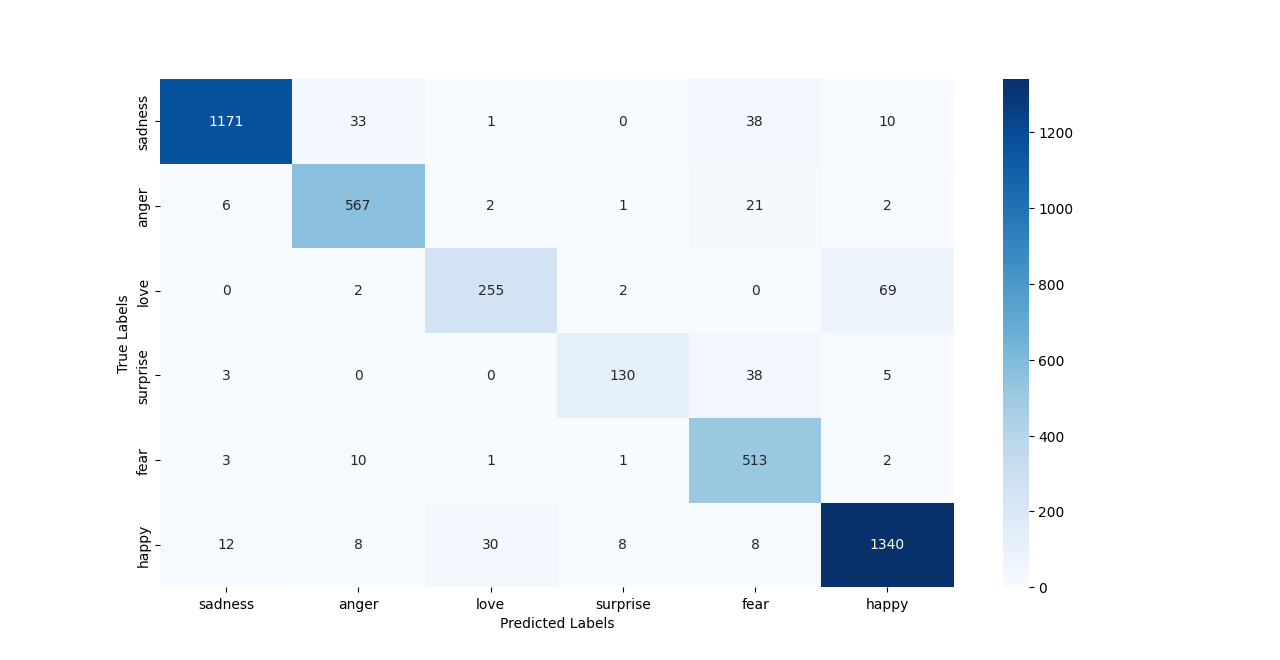 sadness 1171 33 1 0 38 10
anger 6 567 2 1 21 2
love 0 2 255 2 0 69
surprise 3 0 0 130 38 5
fear 3 10 1 1 513 2
happy 12 8 30 8 8 1340
sadness anger love surprise fear happy
Predicted Labels
True Labels
1200
1000
800
600
400
200
0